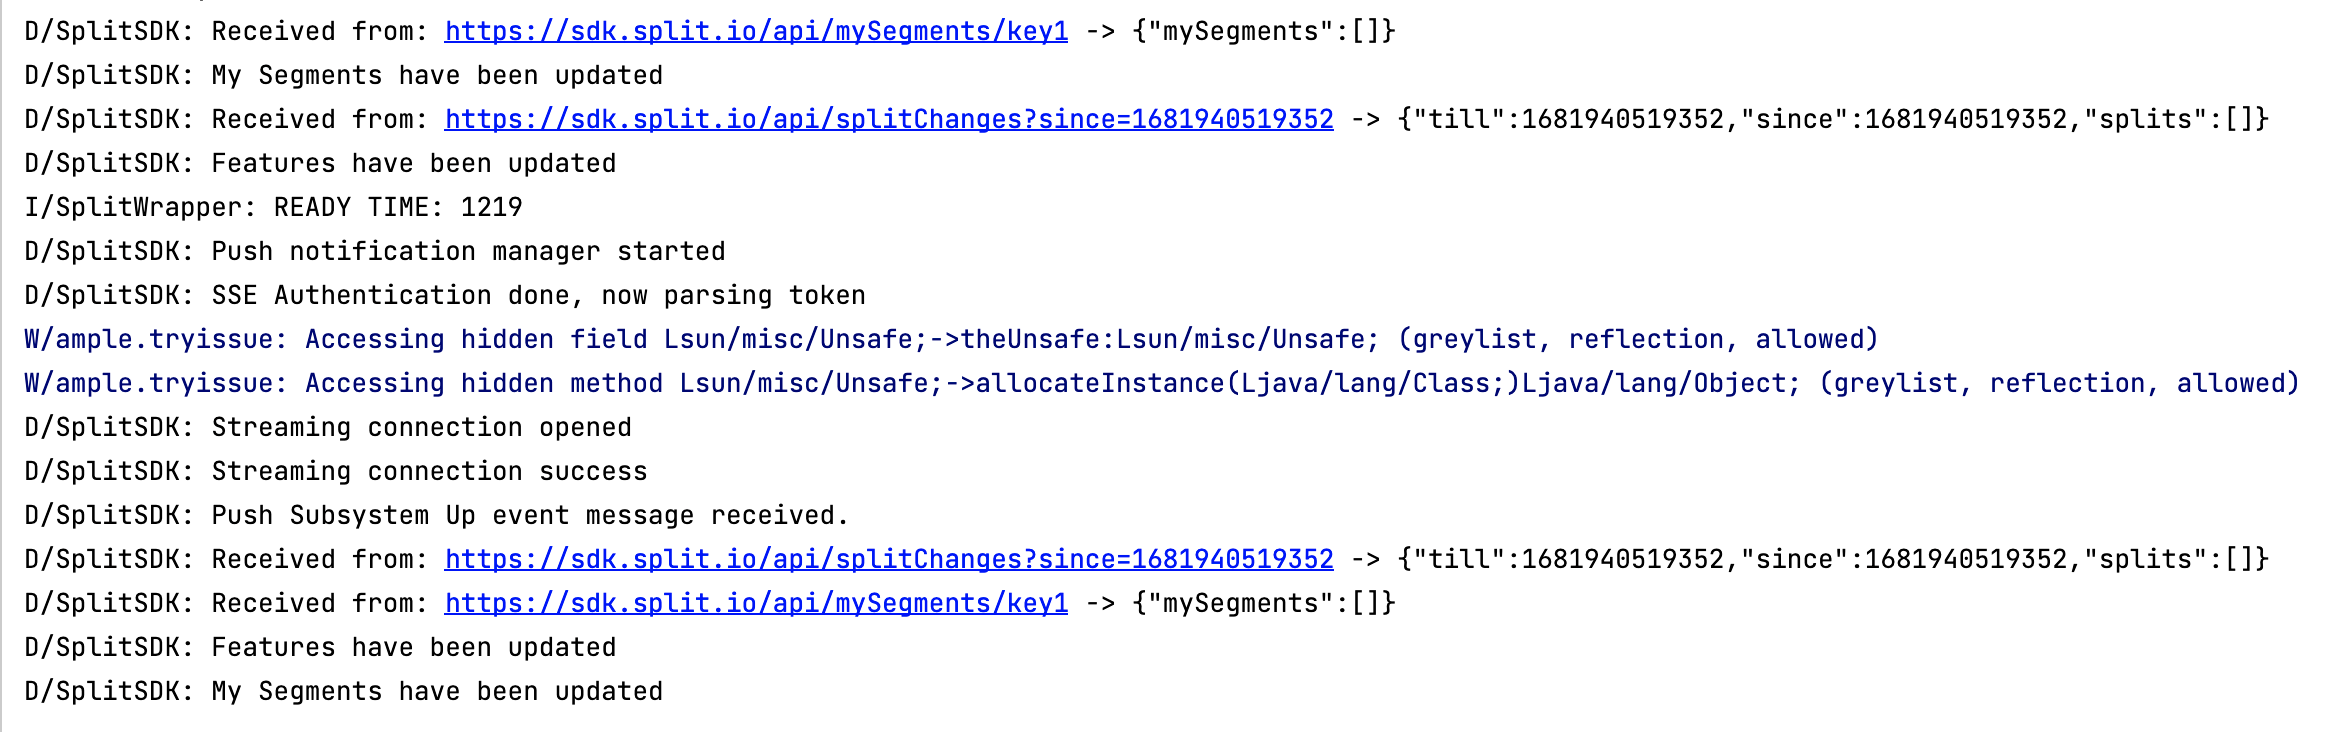 D/SplitSDK: Received from: https://sdk.split.io/api/mySegments/key1 -> {"mySegments":[]}
D/SplitSDK: My Segments have been updated
D/SplitSDK: Received from: https://sdk.split.io/api/splitChanges?since=1681940519352 -> {"till":1681940519352,"since":1681940519352,"splits":[]}
D/SplitSDK: Features have been updated
I/SplitWrapper: READY TIME: 1219
D/SplitSDK: Push notification manager started
D/SplitSDK: SSE Authentication done, now parsing token
W/ample.tryissue: Accessing hidden field Lsun/misc/Unsafe;->theUnsafe:Lsun/misc/Unsafe; (greylist, reflection, allowed)
W/ample.tryissue: Accessing hidden method Lsun/misc/Unsafe;->allocateInstance(Ljava/lang/Class;)Ljava/lang/Object; (greylist, reflection, allowed)
D/SplitSDK: Streaming connection opened
D/SplitSDK: Streaming connection success
D/SplitSDK: Push Subsystem Up event message received.
D/SplitSDK: Received from: https://sdk.split.io/api/splitChanges?since=1681940519352 -> {"till":1681940519352,"since":1681940519352,"splits":[]}
D/SplitSDK: Received from: https://sdk.split.io/api/mySegments/key1 -> {"mySegments":[]}
D/SplitSDK: Features have been updated
D/SplitSDK: My Segments have been updated